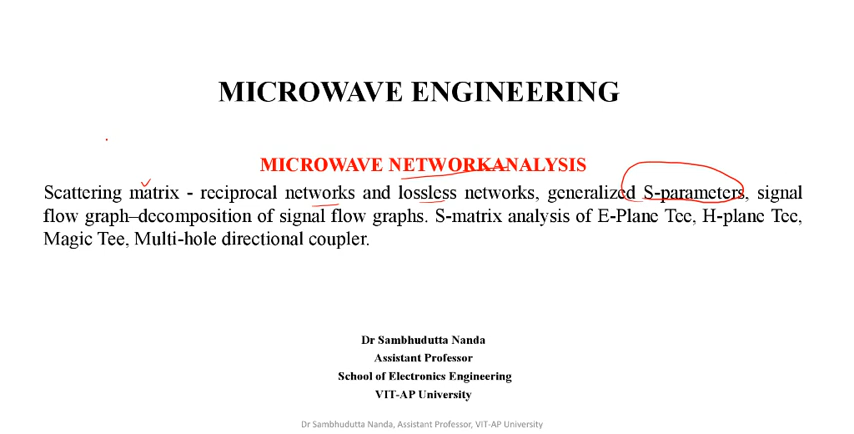 MICROWAVE ENGINEERING
MICROWAVE NETWORKANALYSIS
Scattering matrix - reciprocal networks and lossless networks, generalized S-parameters, signal
flow graph–decomposition of signal flow graphs. S-matrix analysis of E-Plane Tee, H-plane Tee,
Magic Tee, Multi-hole directional coupler.
Dr Sambhudutta Nanda
Assistant Professor
School of Electronics Engineering
VIT-AP University
Dr Sambhudutta Nanda, Assistant Professor, VIT-AP University